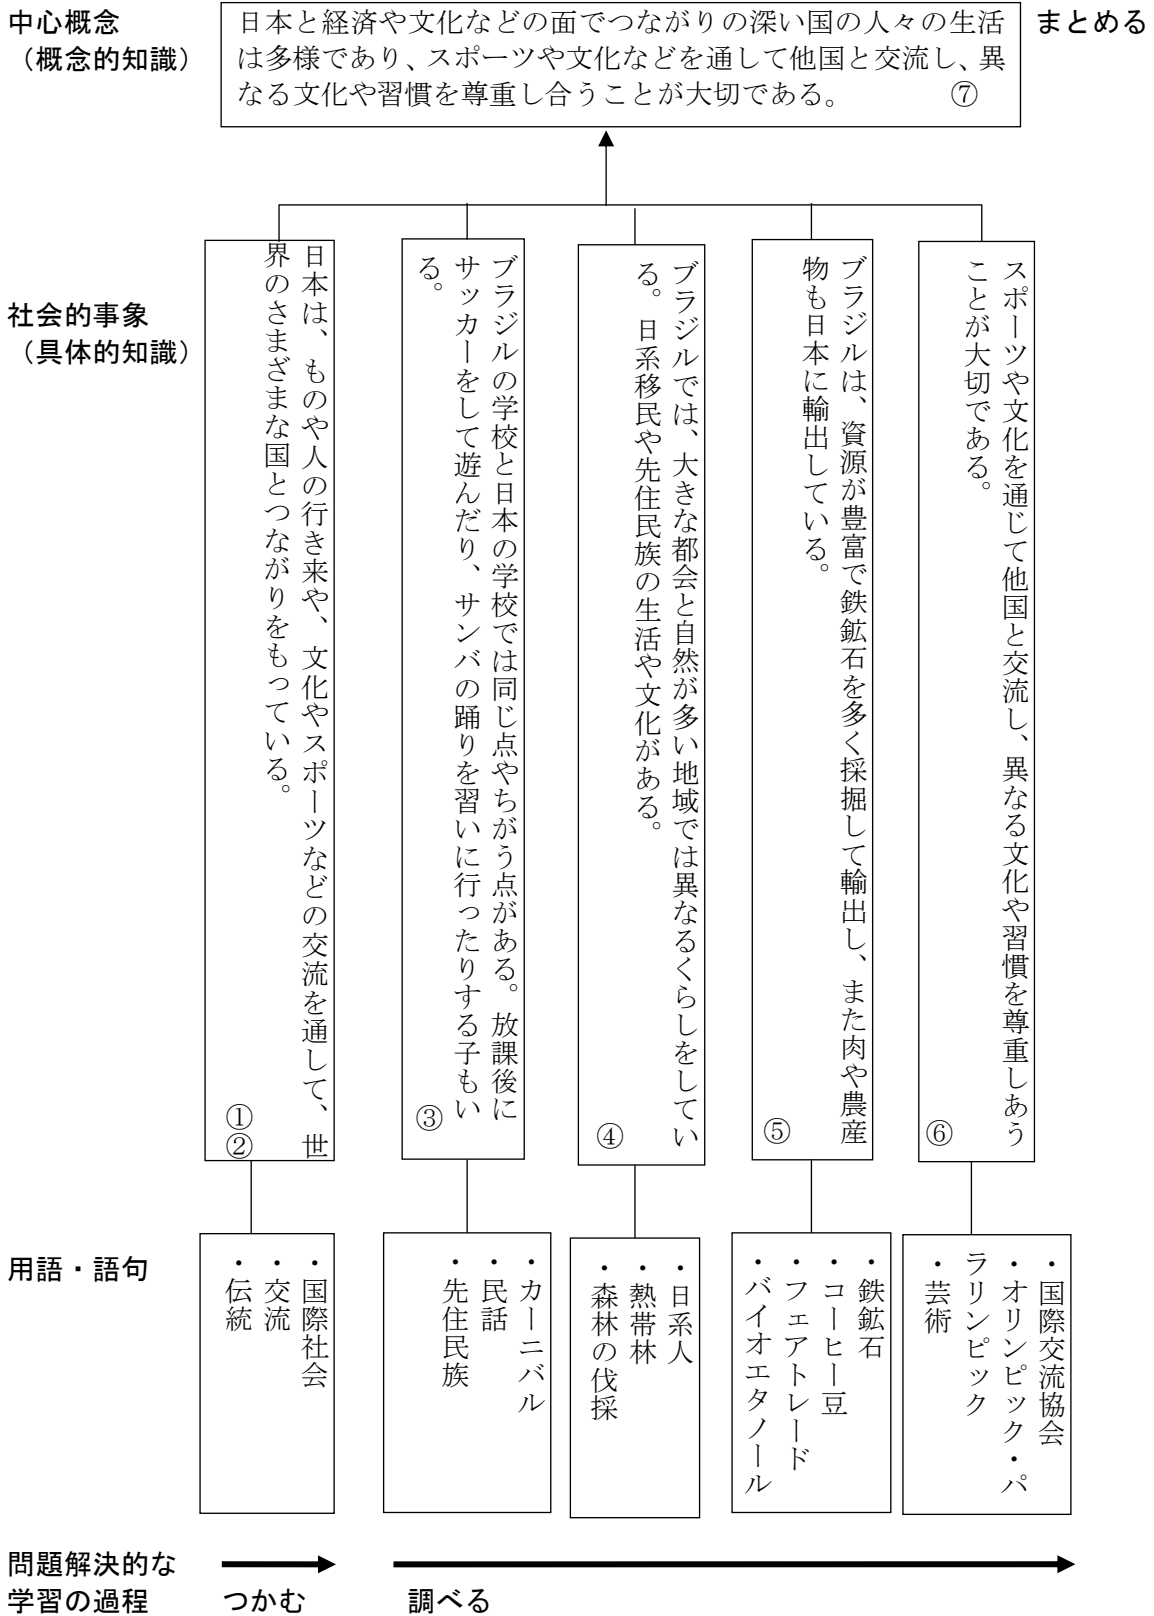 中心概念
（概念的知識）
日本と経済や文化などの面でつながりの深い国の人々の生活
は多様であり、スポーツや文化などを通して他国と交流し、異
なる文化や習慣を尊重し合うことが大切である。 ⑦
まとめる
社会的事象
（具体的知識）
日本は、ものや人の行き来や、文化やスポーツなどの交流を通して、世
界のさまざまな国とつながりをもっている。
①
②
ブラジルの学校と日本の学校では同じ点やちがう点がある。放課後に
サッカーをして遊んだり、サンバの踊りを習いに行ったりする子もい
る。
③
ブラジルでは、大きな都会と自然が多い地域では異なるくらしをしてい
る。日系移民や先住民族の生活や文化がある。
④
ブラジルは、資源が豊富で鉄鉱石を多く採掘して輸出し、また肉や農産
物も日本に輸出している。
⑤
スポーツや文化を通じて他国と交流し、異なる文化や習慣を尊重しあう
ことが大切である。
⑥
用語・語句
・国際社会
・交流
・伝統
・カーニバル
・民話
・先住民族
・日系人
・熱帯林
・森林の伐採
・鉄鉱石
・コーヒー豆
・フェアトレード
・バイオエタノール
・国際交流協会
・オリンピック・パ
ラリンピック
・芸術
問題解決的な
学習の過程
つかむ
調べる